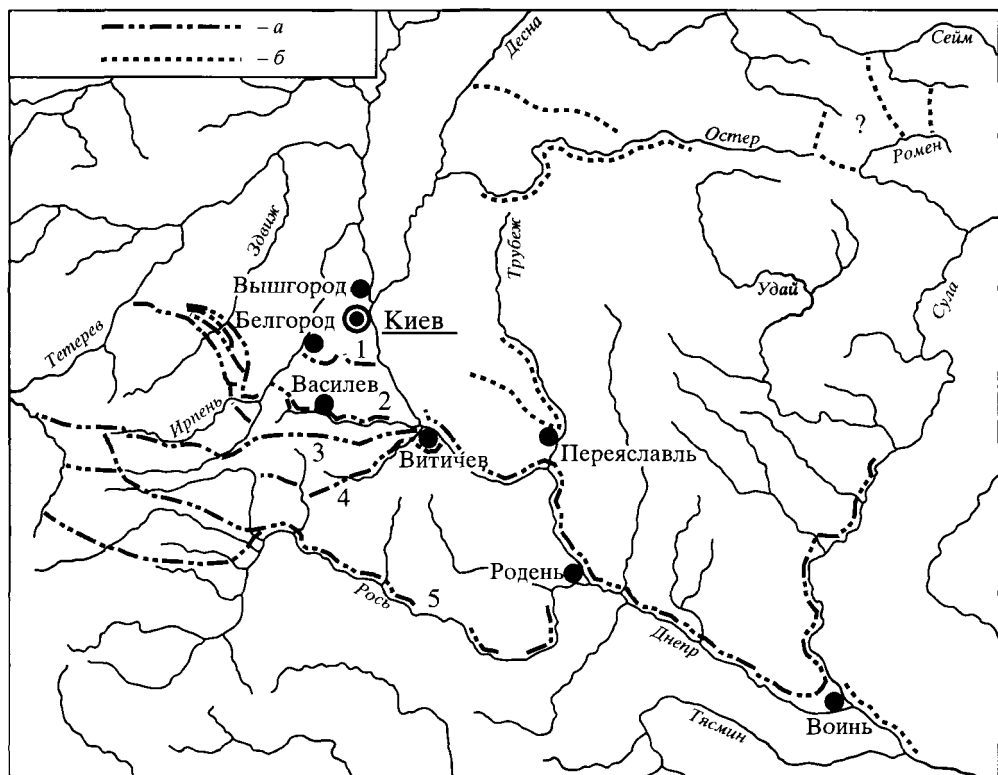 – а
– б
Десна
Сейм
?
Остер
Ромен
Здвиж
Трубеж
Вышгород
Удай
Сула
Белгород
Киев
Тетерев
1
Василев
2
Ирпень
3
Витичев
Переяславль
4
Родень
Рось
5
Днепр
Воинь
Тясмин